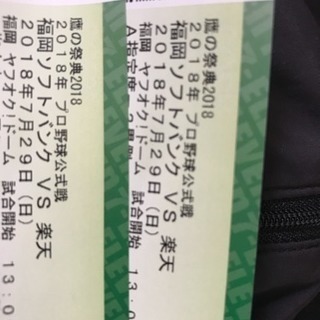 鷹の祭典2018
2018年 プロ野球公式戦
福岡ソフトバンク VS 楽天
2018年7月29日(日)
福岡 ヤフオク!ドーム 試合開始 13:0
鷹の祭典2018
2018年 プロ野球公式戦
福岡ソフトバンク VS 楽天
2018年7月29日(日)
福岡 ヤフオク!ドーム 試合開始 13:0
A指定席